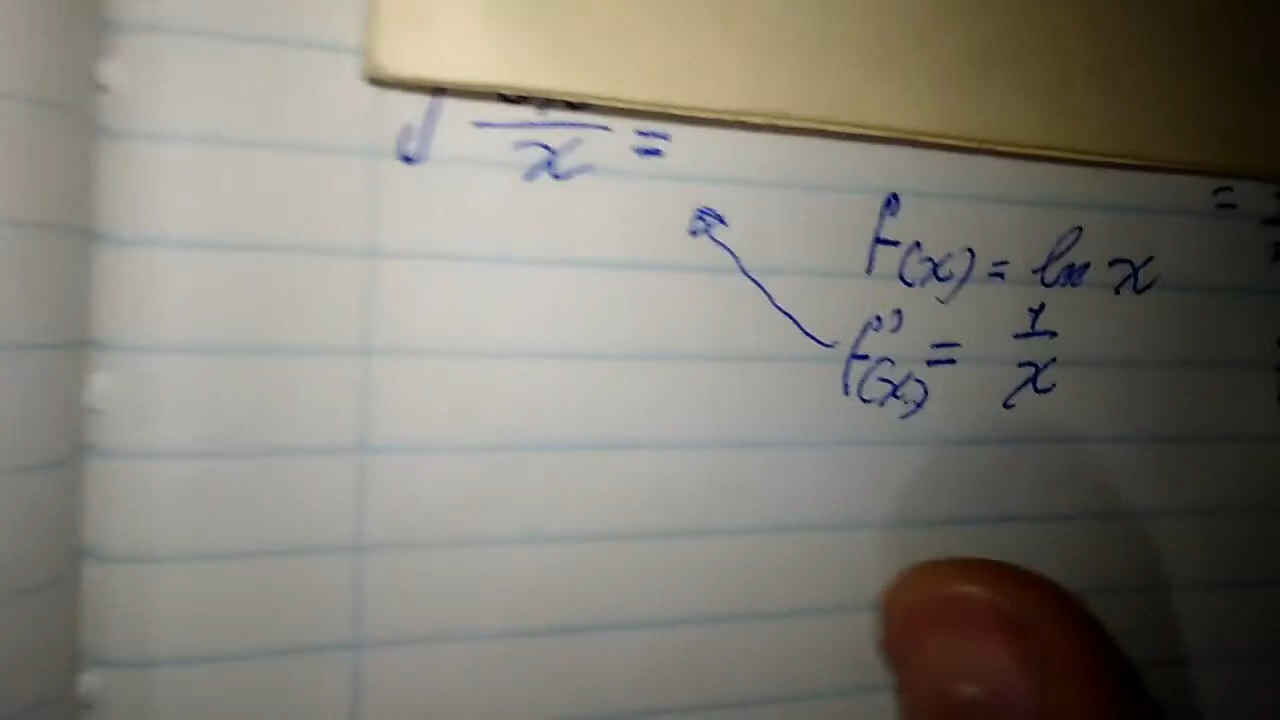 ∫ —/x =
f(x) = ln x
f'(x) = 1/x
=